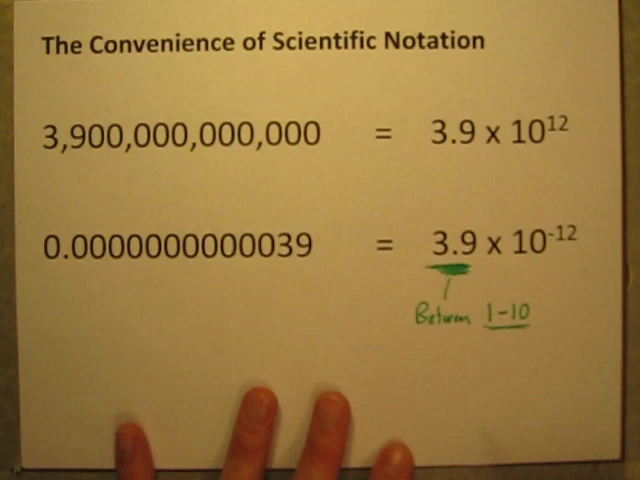 The Convenience of Scientific Notation
3,900,000,000,000 = 3.9 x 10¹²
0.0000000000039 = 3.9 x 10⁻¹²
Between 1-10